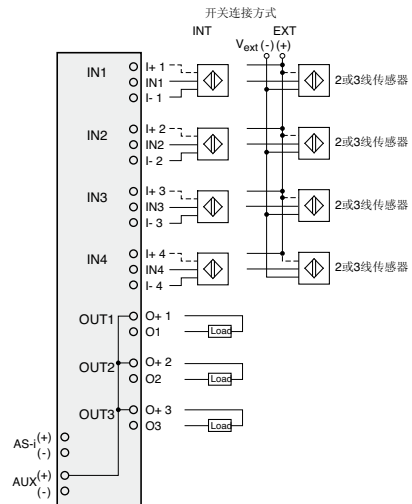 开关连接方式
INT EXT
Vext (-) (+)
IN1 I+ 1
IN1
I- 1
2或3线传感器
IN2 I+ 2
IN2
I- 2
2或3线传感器
IN3 I+ 3
IN3
I- 3
2或3线传感器
IN4 I+ 4
IN4
I- 4
2或3线传感器
OUT1 O+ 1
O1 Load
OUT2 O+ 2
O2 Load
OUT3 O+ 3
O3 Load
AS-i (+)
(-)
AUX (+)
(-)